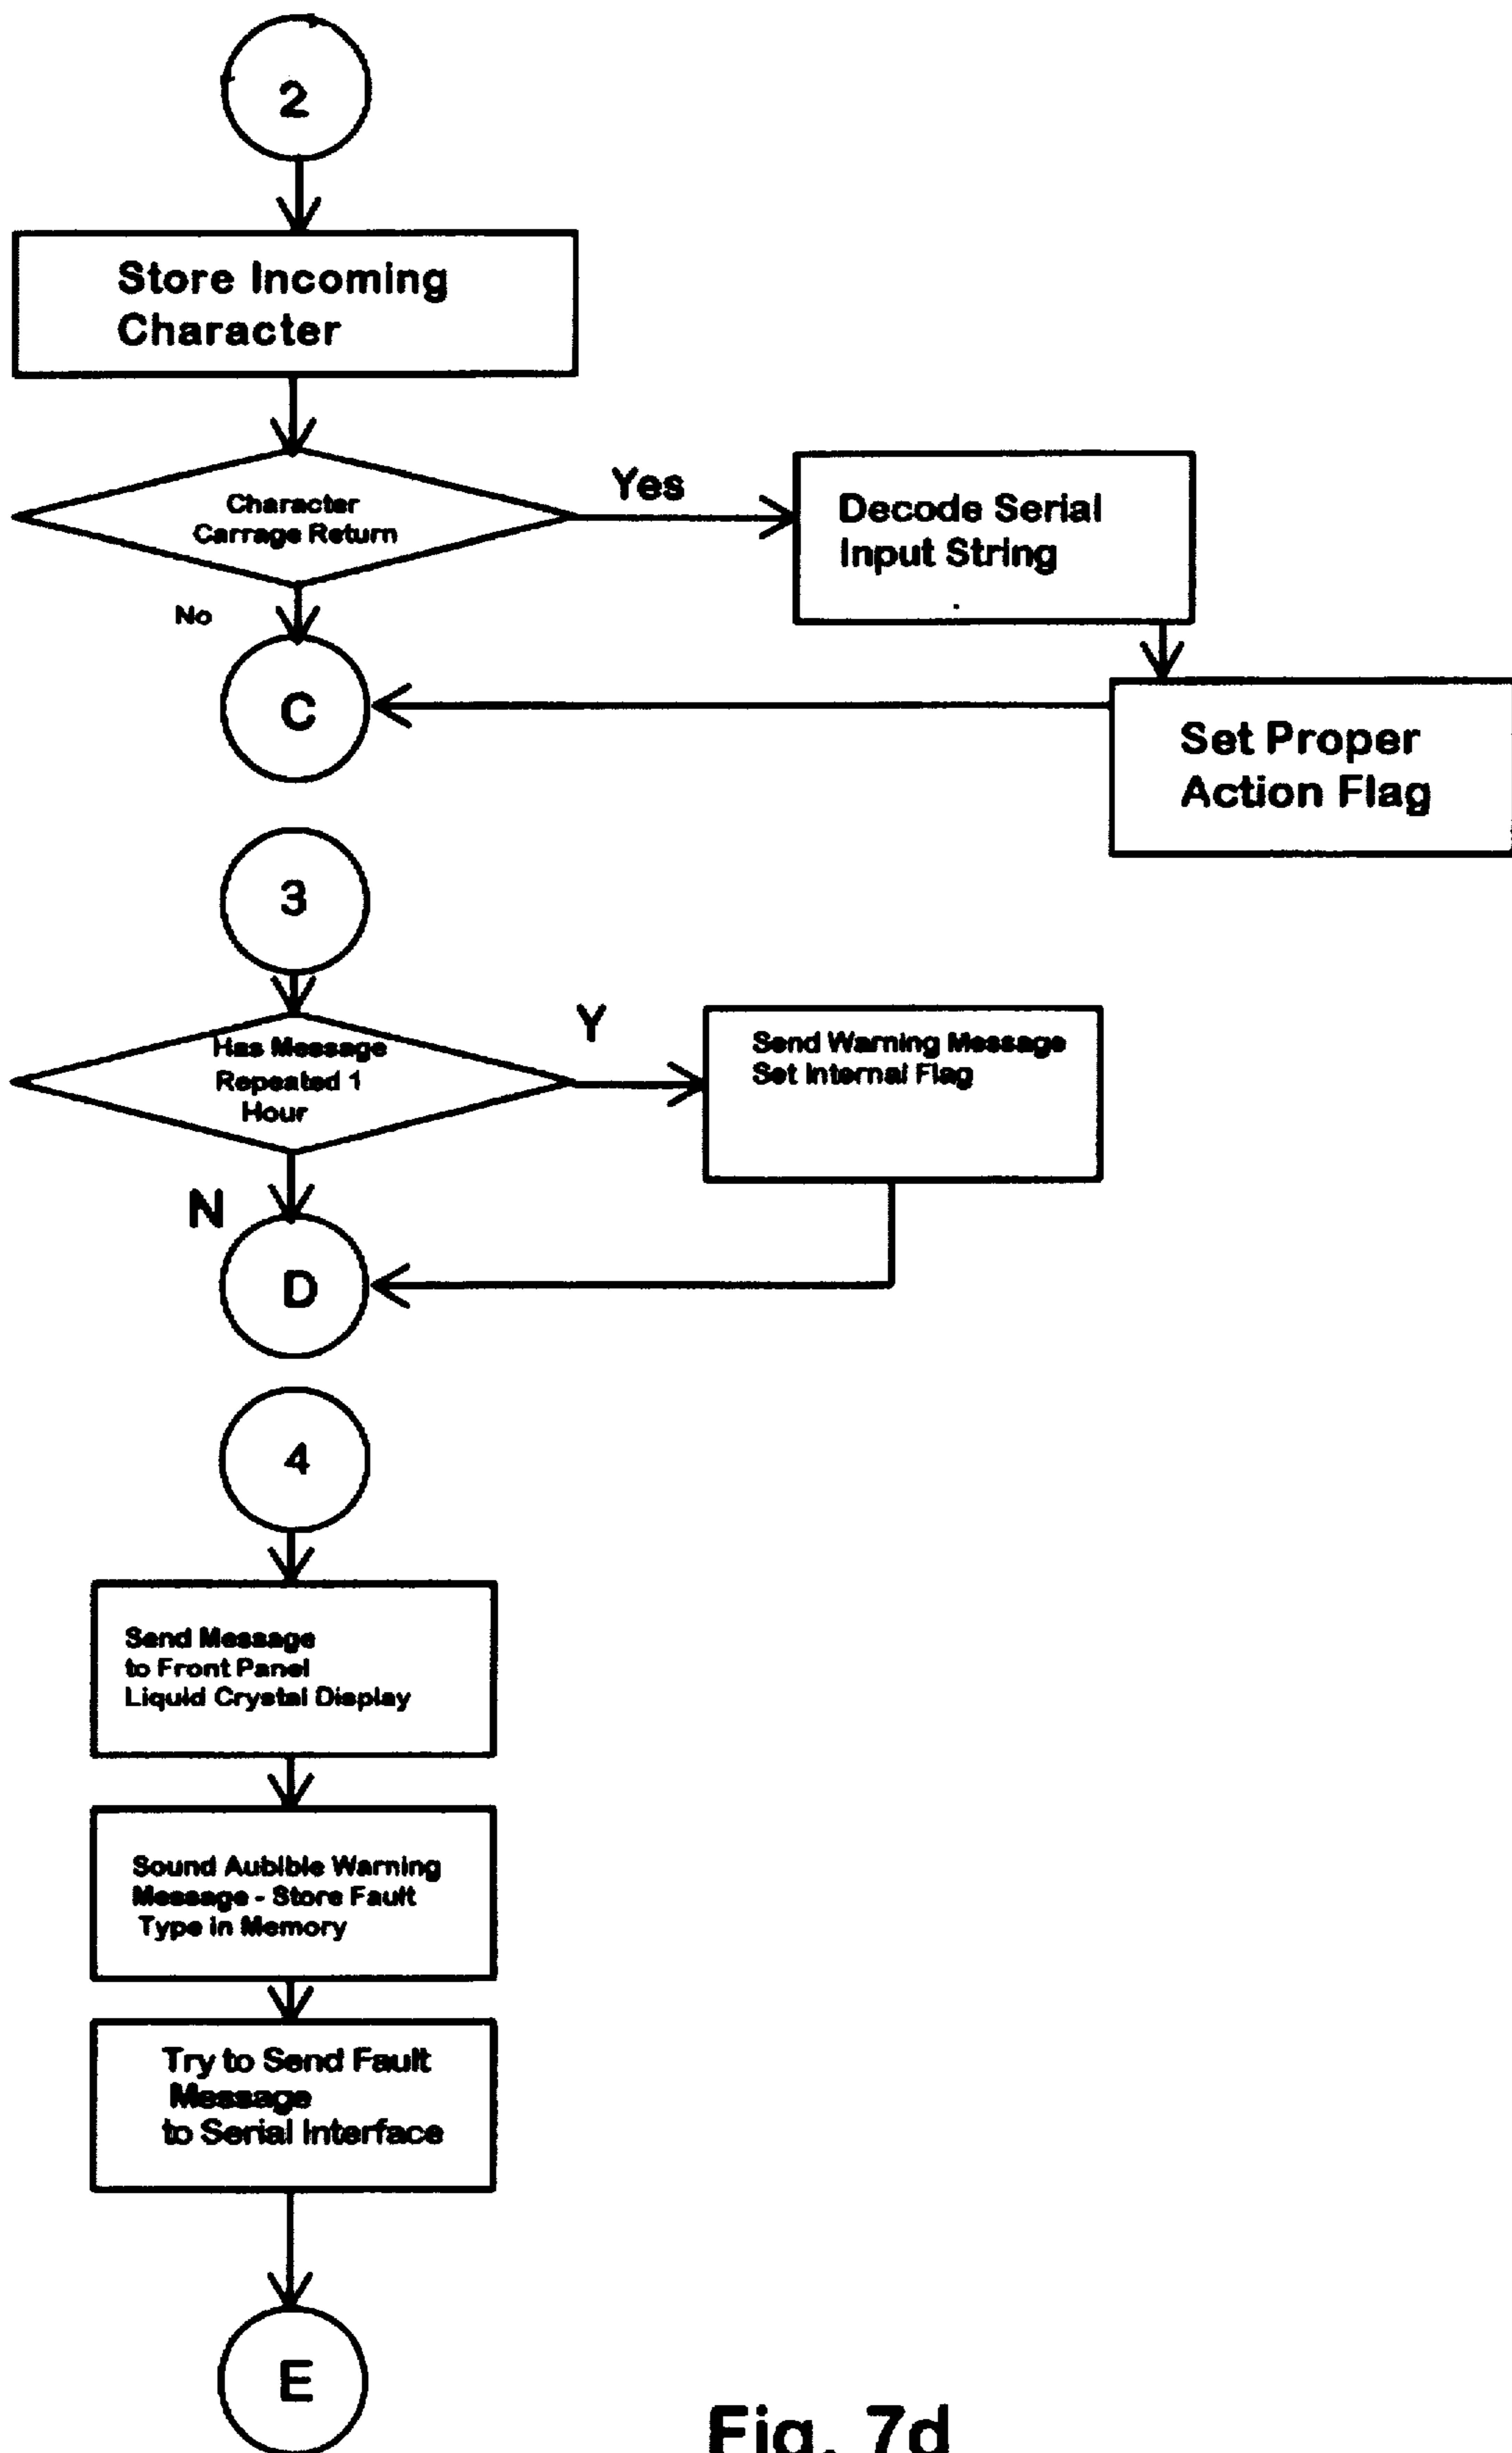 2
Store Incoming
Character
Character
Carrage Return
Yes
Decode Serial
Input String
No
C
Set Proper
Action Flag
3
Has Message
Repeated 1
Hour
Y
Send Warning Message
Set Internal Flag
N
D
4
Send Message
to Front Panel
Liquid Crystal Display
Sound Aubible Warning
Message - Store Fault
Type in Memory
Try to Send Fault
Message
to Serial Interface
E
Fig. 7d